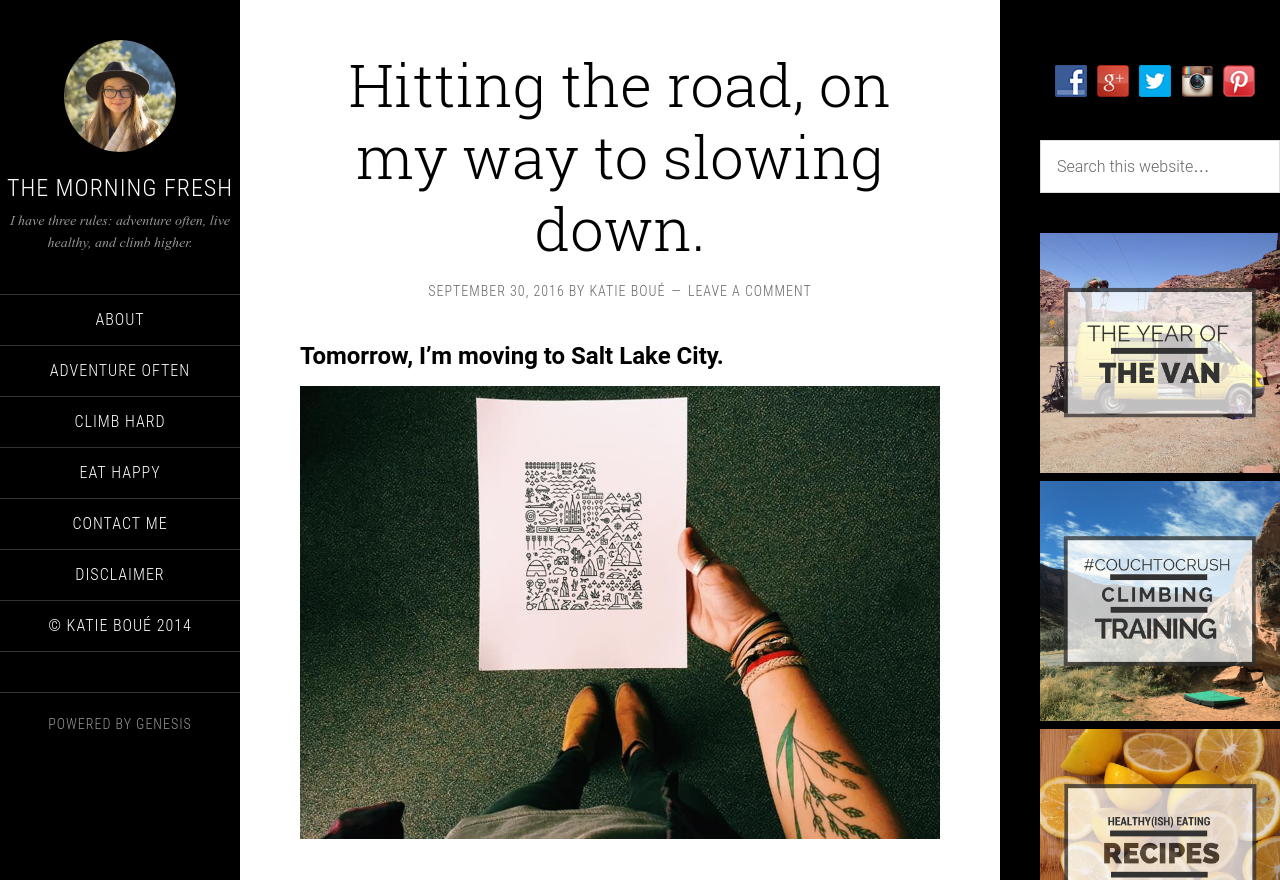 THE MORNING FRESH
I have three rules: adventure often, live
healthy, and climb higher.
ABOUT
ADVENTURE OFTEN
CLIMB HARD
EAT HAPPY
CONTACT ME
DISCLAIMER
© KATIE BOUÉ 2014
POWERED BY GENESIS
Hitting the road, on
my way to slowing
down.
SEPTEMBER 30, 2016 BY KATIE BOUÉ — LEAVE A COMMENT
Tomorrow, I’m moving to Salt Lake City.
Search this website…
THE YEAR OF
THE VAN
#COUCHTOCRUSH
CLIMBING
TRAINING
HEALTHY(ISH) EATING
RECIPES